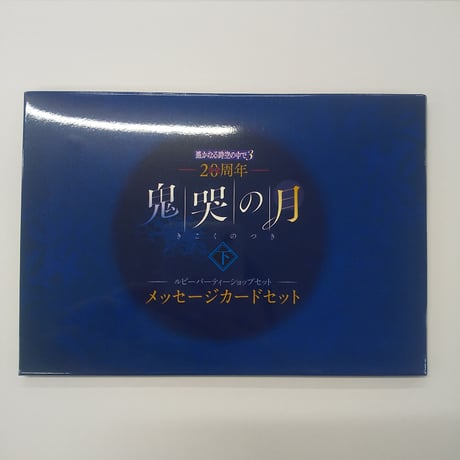 遙かなる時空の中で3
20周年
鬼哭の月
きこくのつき
下
ルビーパーティーショップセット
メッセージカードセット